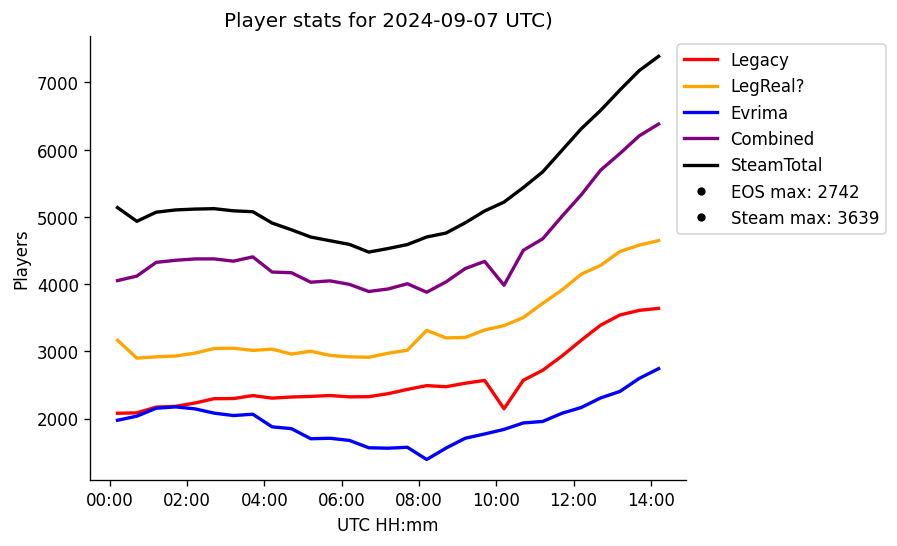 Player stats for 2024-09-07 UTC)
Legacy
LegReal?
Evrima
Combined
SteamTotal
EOS max: 2742
Steam max: 3639
7000
6000
5000
4000
3000
2000
Players
00:00 02:00 04:00 06:00 08:00 10:00 12:00 14:00
UTC HH:mm